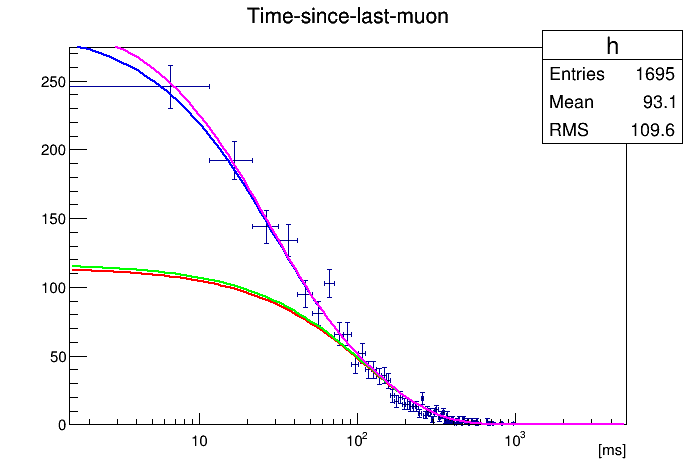 Time-since-last-muon
h
Entries 1695
Mean 93.1
RMS 109.6
250
200
150
100
50
0
10 10² 10³
[ms]